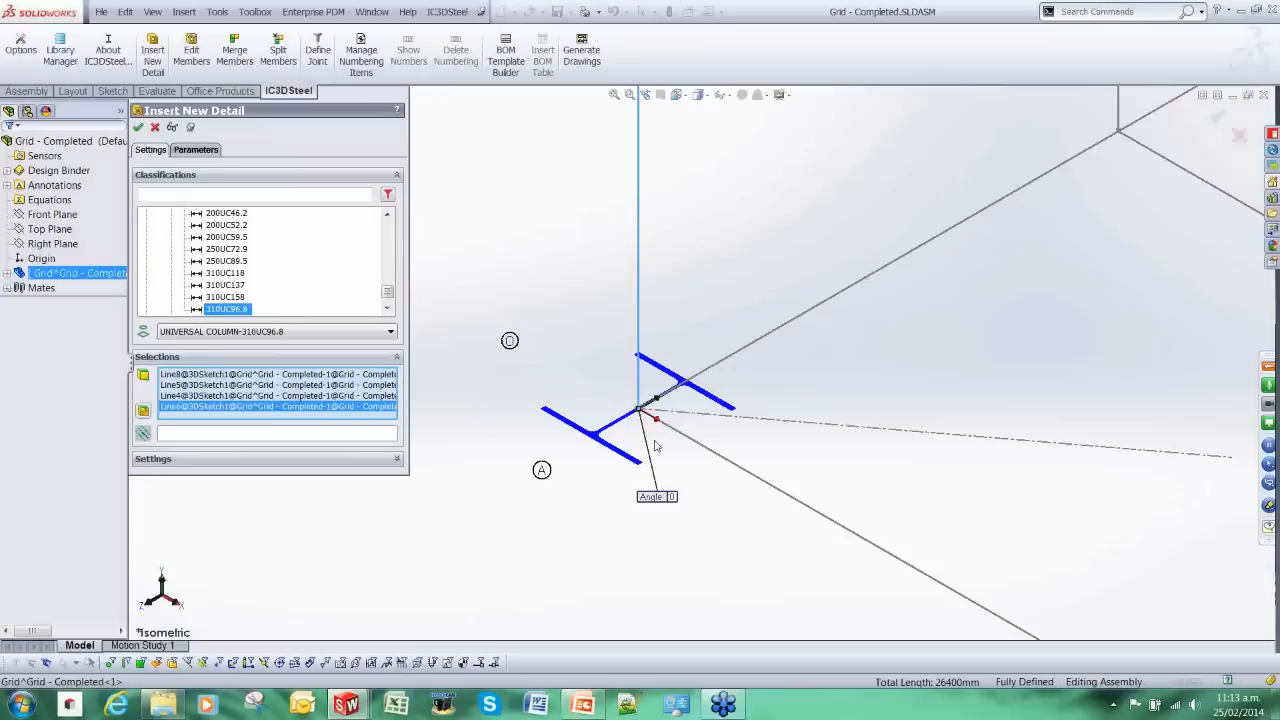 SOLIDWORKS
File Edit View Insert Tools Toolbox Enterprise PDM Window Help IC3DSteel
Grid - Completed.SLDASM
Search Commands
Options
Library Manager
About IC3DSteel...
Insert New Detail
Edit Members
Merge Members
Split Members
Define Joint
Manage Numbering Items
Show Numbers
Delete Numbering
BOM Template Builder
Insert BOM Table
Generate Drawings
Assembly Layout Sketch Evaluate Office Products IC3DSteel
Insert New Detail
?
Grid - Completed (Defau
Sensors
Design Binder
Annotations
Equations
Front Plane
Top Plane
Right Plane
Origin
[ Grid^Grid - Complet
Mates
Settings Parameters
Classifications
200UC46.2
200UC52.2
200UC59.5
250UC72.9
250UC89.5
310UC118
310UC137
310UC158
310UC96.8
UNIVERSAL COLUMN-310UC96.8
Selections
Line8@3DSketch1@Grid^Grid - Completed-1@Grid - Complet
Line5@3DSketch1@Grid^Grid - Completed-1@Grid - Complet
Line4@3DSketch1@Grid^Grid - Completed-1@Grid - Complet
Line6@3DSketch1@Grid^Grid - Completed-1@Grid - Complet
Settings
D
A
Angle 0
Y
Z
X
*Isometric
Model Motion Study 1
Grid^Grid - Completed<1>
Total Length: 26400mm Fully Defined Editing Assembly
11:13 a.m.
25/02/2014